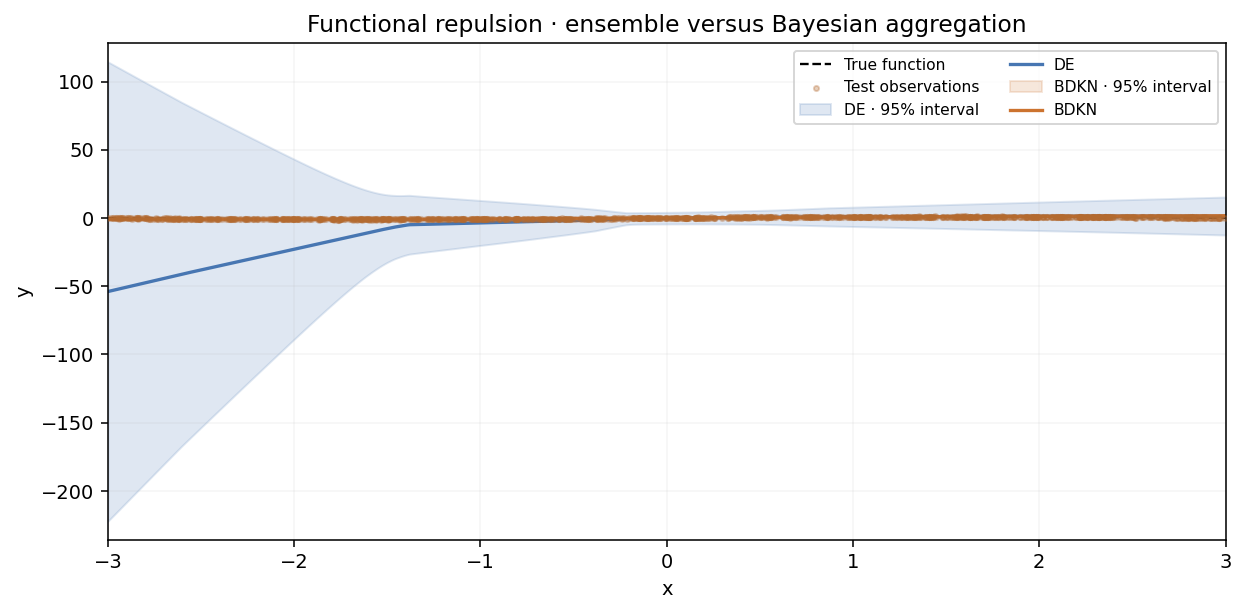 Functional repulsion · ensemble versus Bayesian aggregation
True function
Test observations
DE · 95% interval
DE
BDKN · 95% interval
BDKN
100
50
0
−50
−100
−150
−200
y
−3
−2
−1
0
1
2
3
x